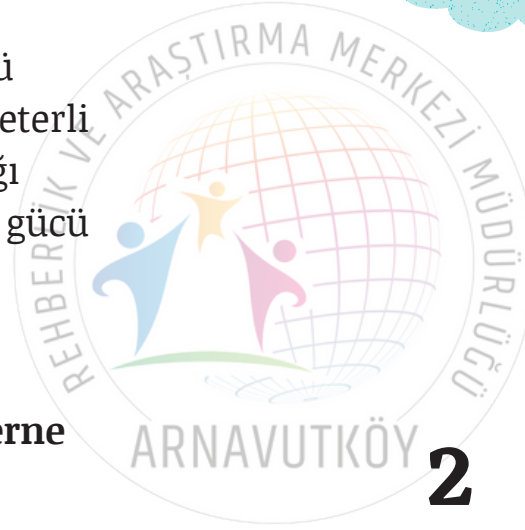 ü
eterli
ğı
gücü
erne
REHBERLİK VE ARAŞTIRMA MERKEZİ MÜDÜRLÜĞÜ
ARNAVUTKÖY
2